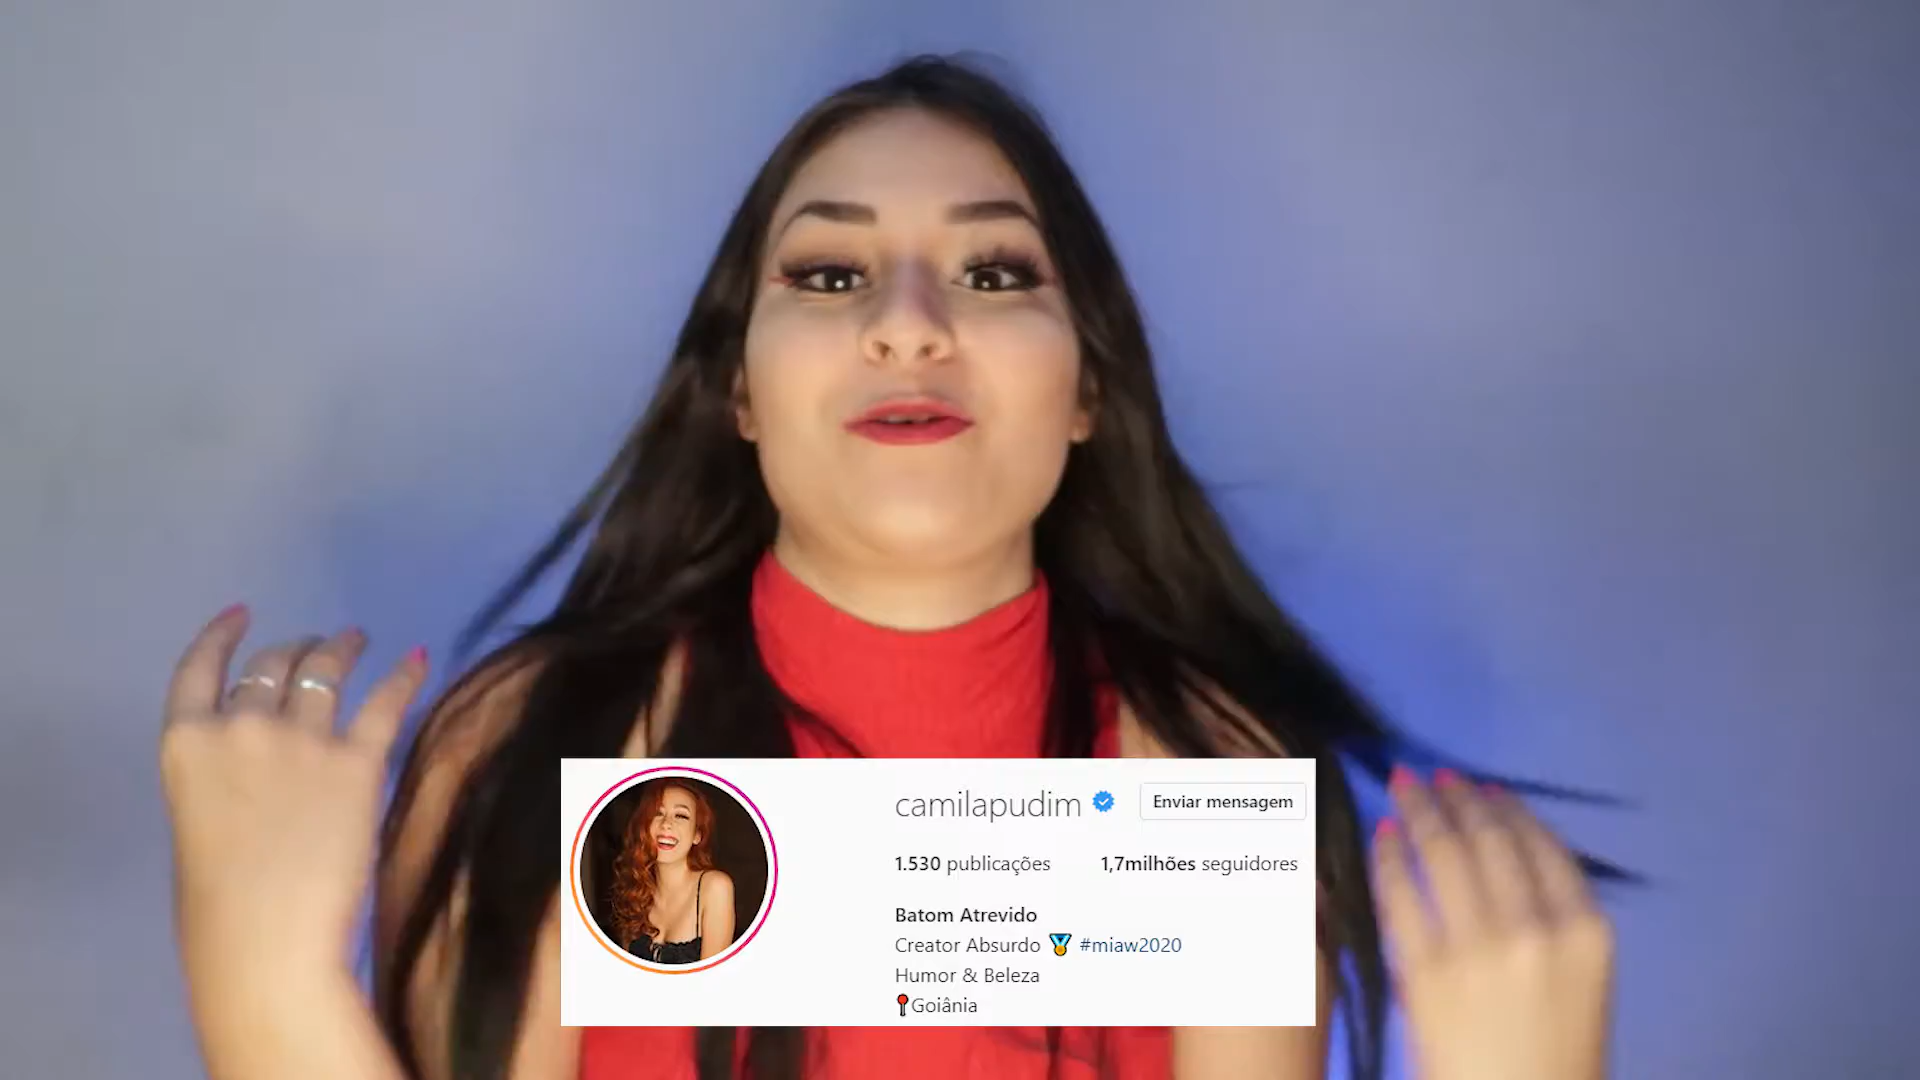 camilapudim Enviar mensagem
1.530 publicações 1,7milhões seguidores
Batom Atrevido
Creator Absurdo 🏅 #miaw2020
Humor & Beleza
📍Goiânia